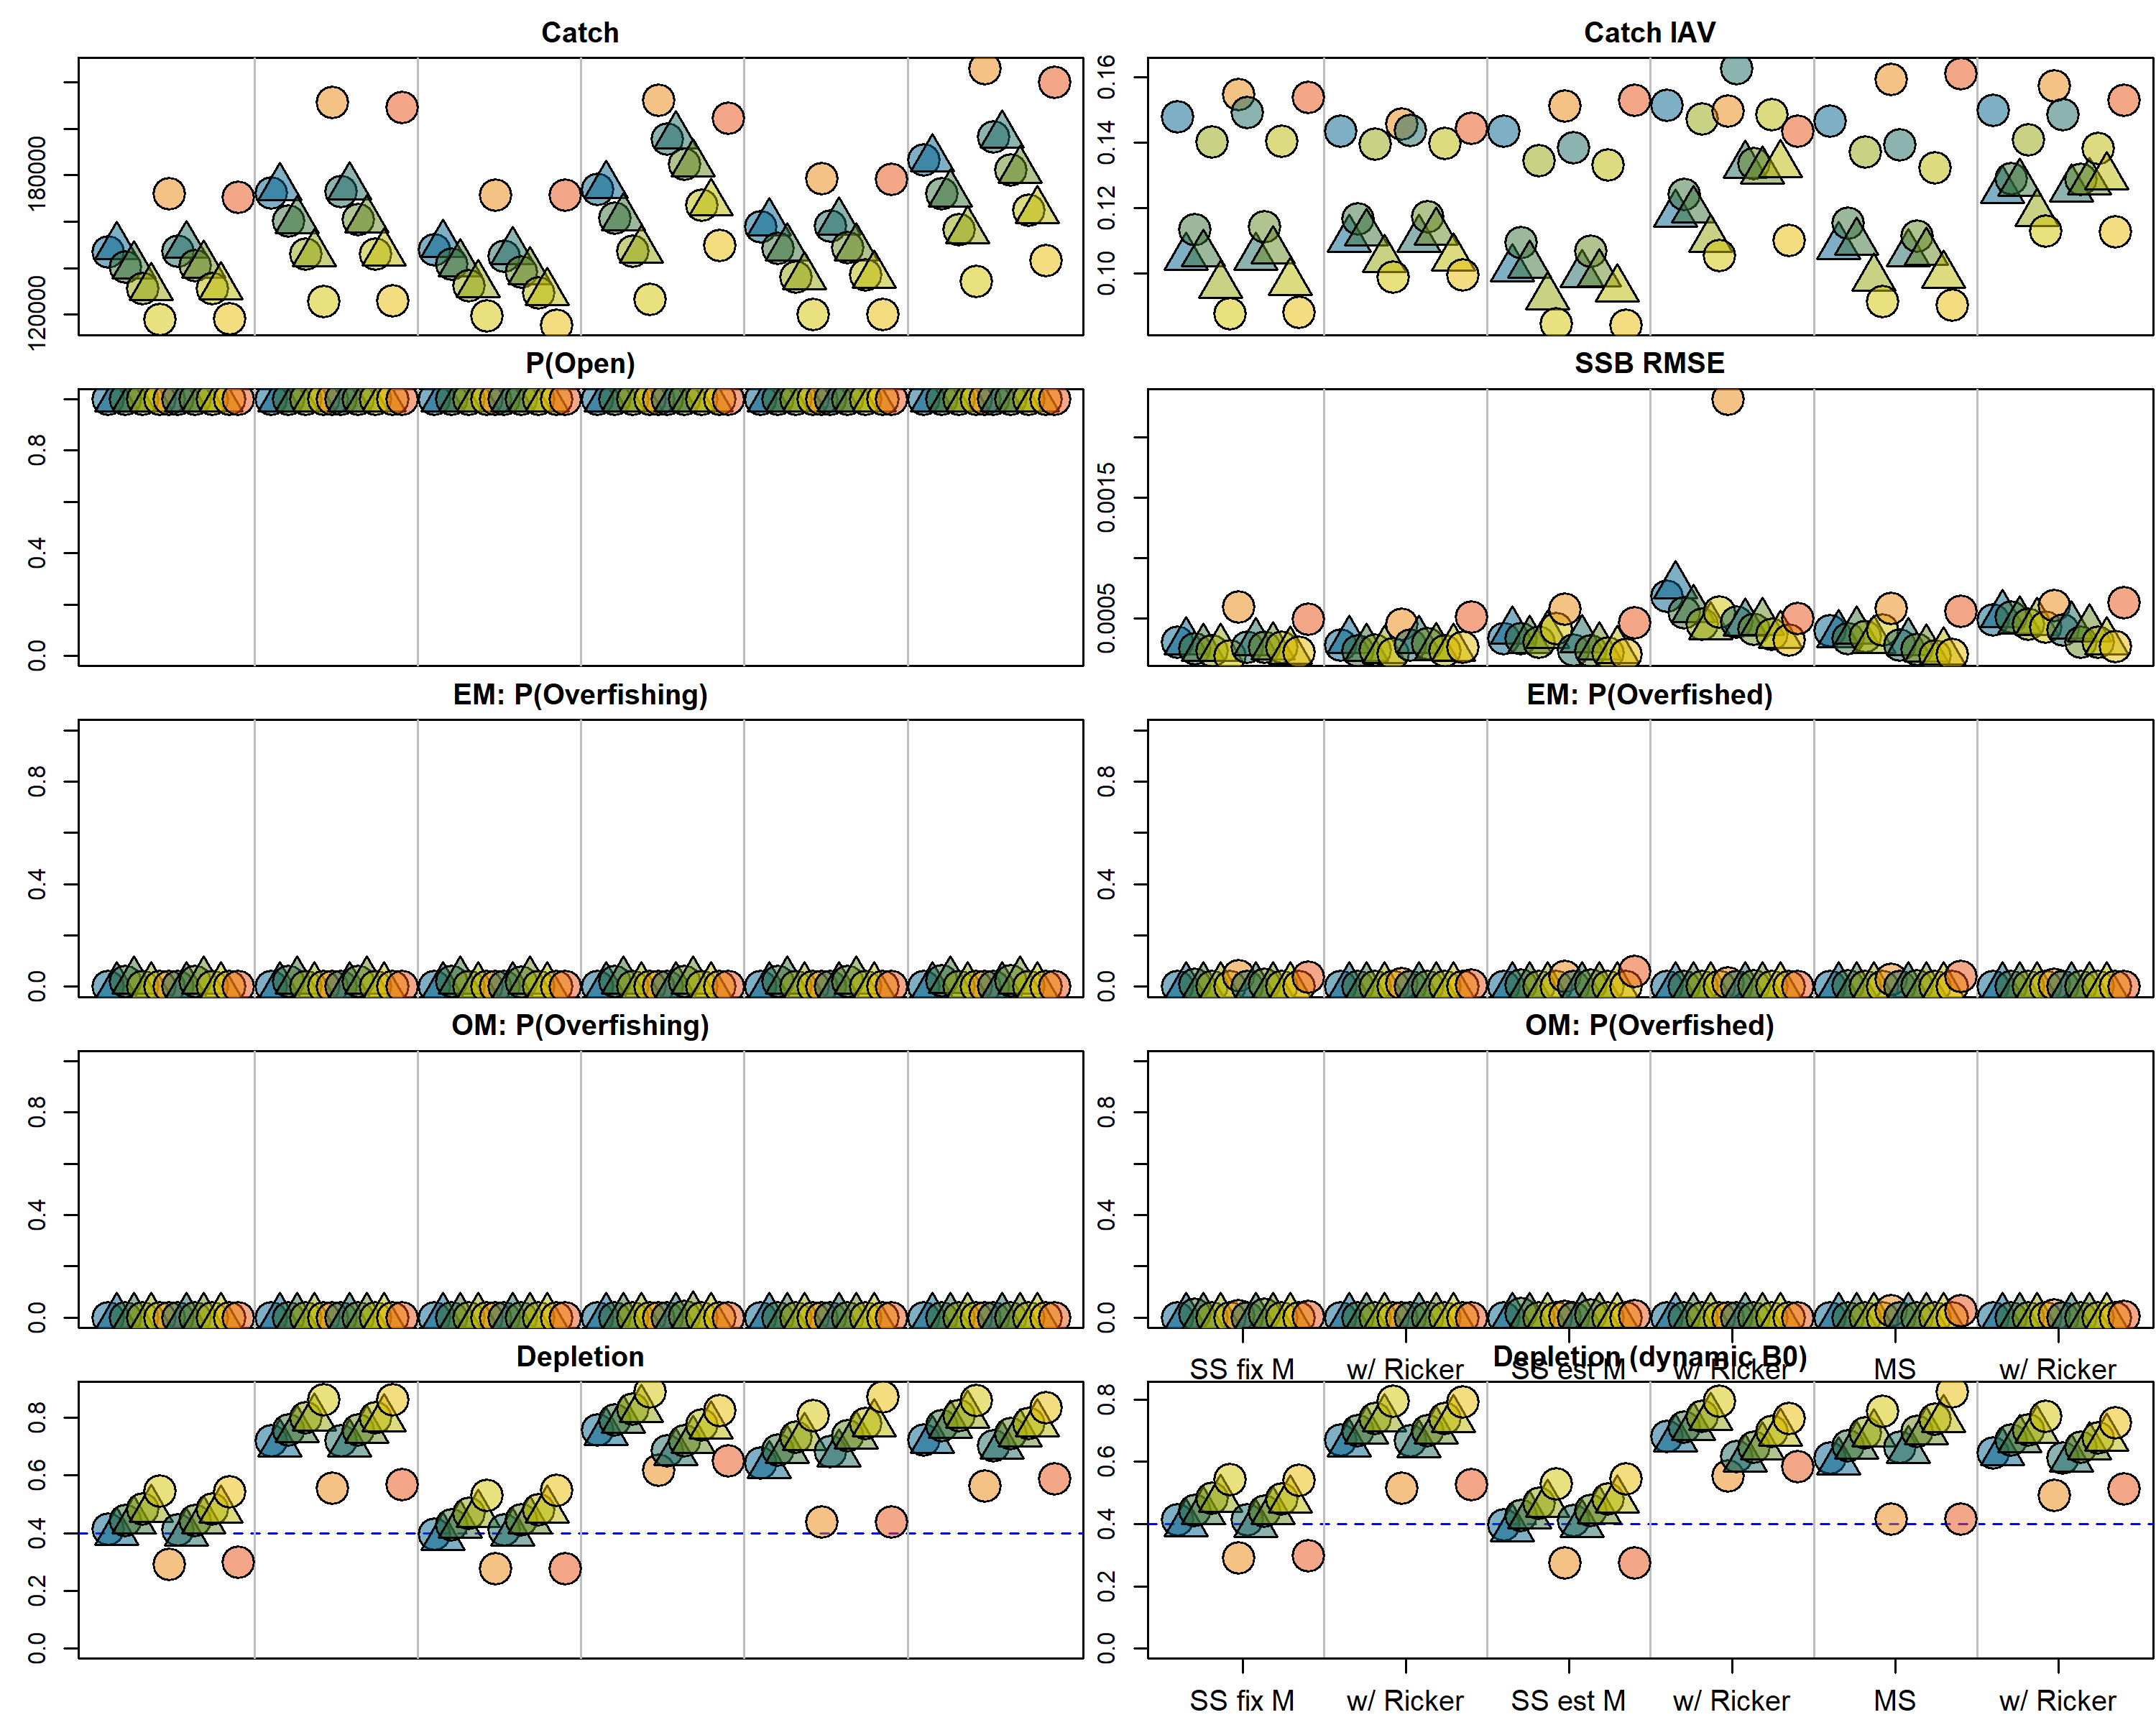 Catch
180000
120000
Catch IAV
0.16
0.14
0.12
0.10
P(Open)
0.8
0.4
0.0
SSB RMSE
0.0015
0.0005
EM: P(Overfishing)
0.8
0.4
0.0
EM: P(Overfished)
0.8
0.4
0.0
OM: P(Overfishing)
0.8
0.4
0.0
OM: P(Overfished)
0.8
0.4
0.0
SS fix M w/ Ricker SS est M w/ Ricker MS w/ Ricker
Depletion
0.8
0.6
0.4
0.2
0.0
Depletion (dynamic B0)
0.8
0.6
0.4
0.2
0.0
SS fix M w/ Ricker SS est M w/ Ricker MS w/ Ricker